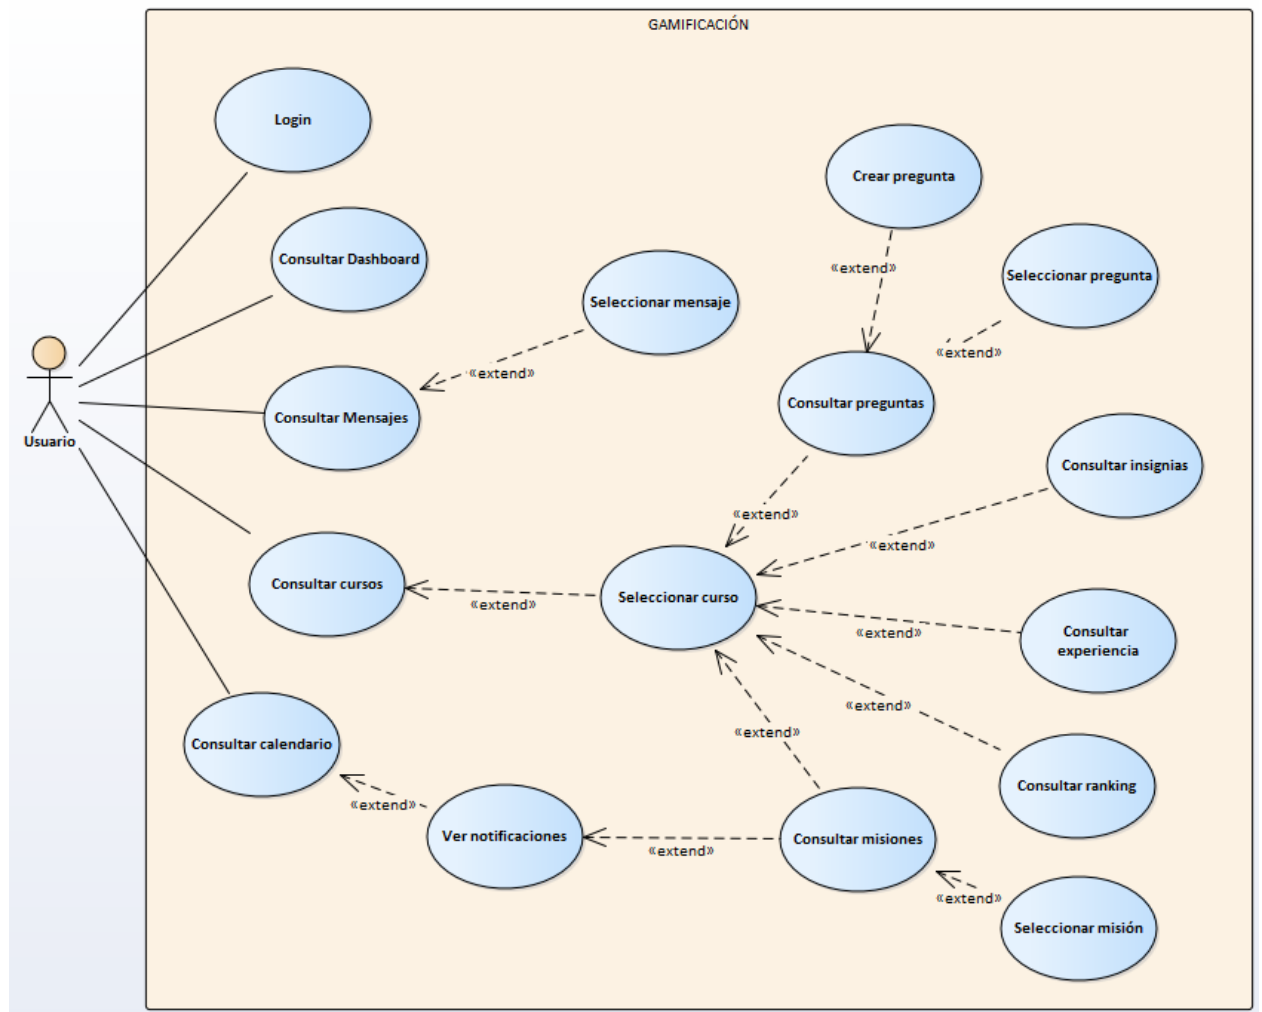 GAMIFICACIÓN
Login
Crear pregunta
Consultar Dashboard
«extend»
Seleccionar pregunta
Seleccionar mensaje
«extend»
«extend»
Consultar preguntas
Consultar Mensajes
Usuario
Consultar insignias
«extend»
«extend»
Consultar cursos
«extend»
Seleccionar curso
«extend»
Consultar
experiencia
«extend»
«extend»
Consultar calendario
Consultar ranking
«extend»
Ver notificaciones
«extend»
Consultar misiones
«extend»
Seleccionar misión